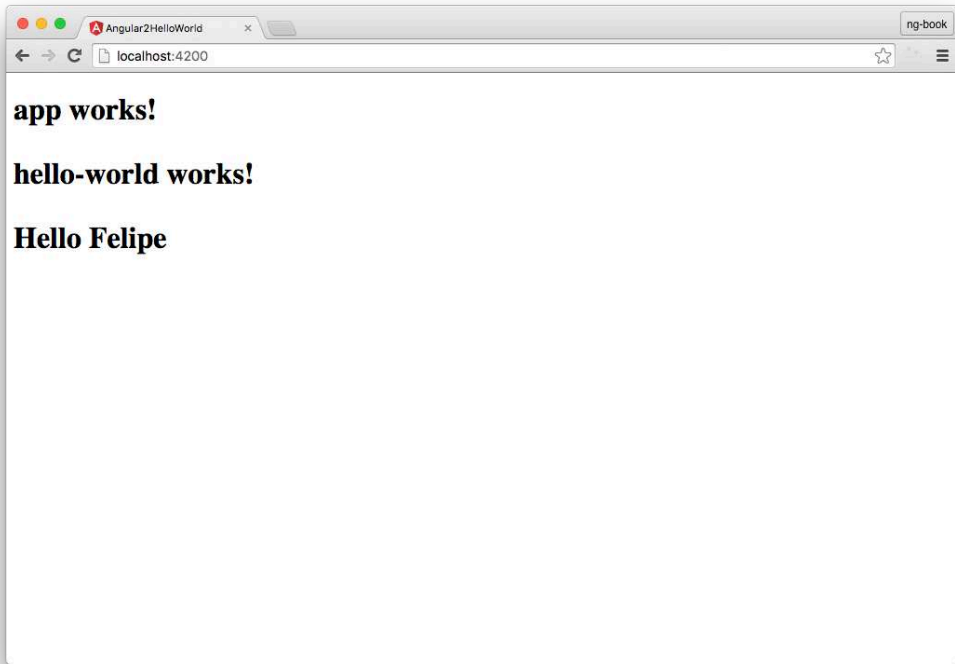 Angular2HelloWorld
ng-book
localhost:4200
app works!
hello-world works!
Hello Felipe